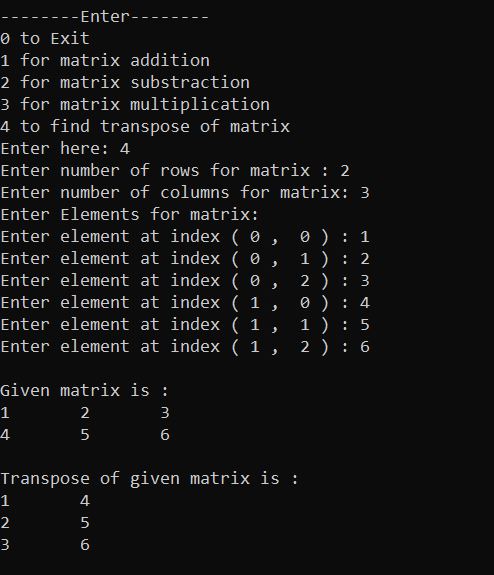 --------Enter--------
0 to Exit
1 for matrix addition
2 for matrix substraction
3 for matrix multiplication
4 to find transpose of matrix
Enter here: 4
Enter number of rows for matrix : 2
Enter number of columns for matrix: 3
Enter Elements for matrix:
Enter element at index ( 0 ,  0 ) : 1
Enter element at index ( 0 ,  1 ) : 2
Enter element at index ( 0 ,  2 ) : 3
Enter element at index ( 1 ,  0 ) : 4
Enter element at index ( 1 ,  1 ) : 5
Enter element at index ( 1 ,  2 ) : 6
Given matrix is :
1       2       3
4       5       6
Transpose of given matrix is :
1       4
2       5
3       6